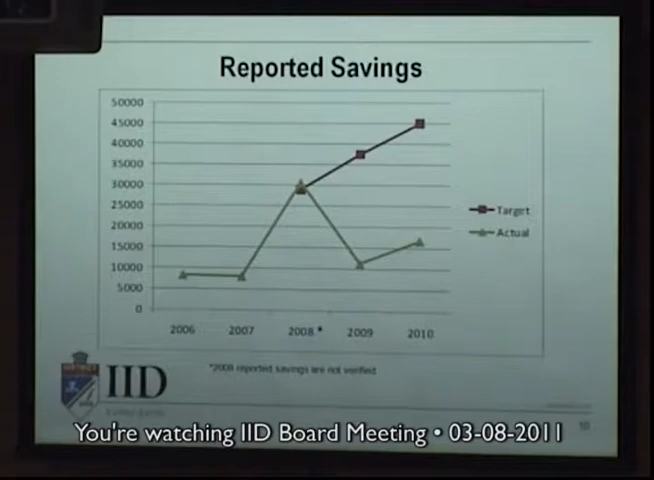 Reported Savings
50000
45000
40000
35000
30000
25000
20000
15000
10000
5000
0
2006 2007 2008 * 2009 2010
Target
Actual
*2008 reported savings are not verified
IID
10
You're watching IID Board Meeting • 03-08-2011